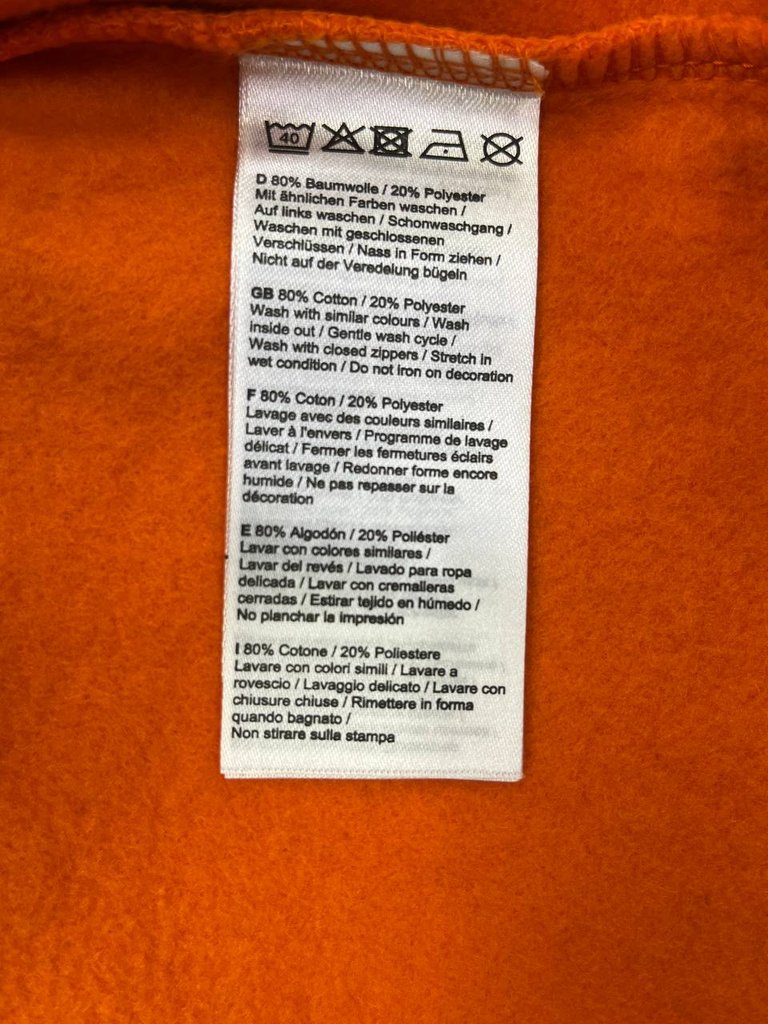 40
D 80% Baumwolle / 20% Polyester
Mit ähnlichen Farben waschen /
Auf links waschen / Schonwaschgang /
Waschen mit geschlossenen
Verschlüssen / Nass in Form ziehen /
Nicht auf der Veredelung bügeln
GB 80% Cotton / 20% Polyester
Wash with similar colours / Wash
inside out / Gentle wash cycle /
Wash with closed zippers / Stretch in
wet condition / Do not iron on decoration
F 80% Coton / 20% Polyester
Lavage avec des couleurs similaires /
Laver à l'envers / Programme de lavage
délicat / Fermer les fermetures éclairs
avant lavage / Redonner forme encore
humide / Ne pas repasser sur la
décoration
E 80% Algodón / 20% Poliéster
Lavar con colores similares /
Lavar del revés / Lavado para ropa
delicada / Lavar con cremalleras
cerradas / Estirar tejido en húmedo /
No planchar la impresión
I 80% Cotone / 20% Poliestere
Lavare con colori simili / Lavare a
rovescio / Lavaggio delicato / Lavare con
chiusure chiuse / Rimettere in forma
quando bagnato /
Non stirare sulla stampa